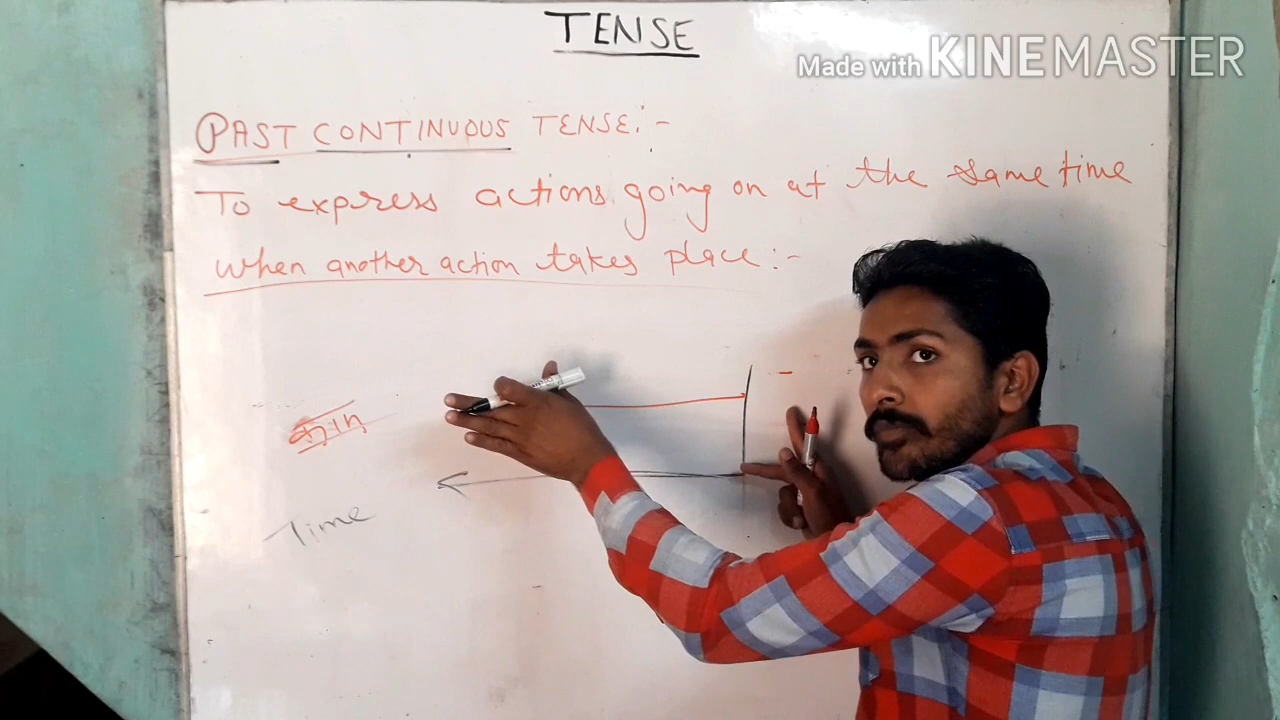 TENSE
Made with KINEMASTER
PAST CONTINUOUS TENSE:-
To express actions going on at the same time
when another action takes place:-
Time